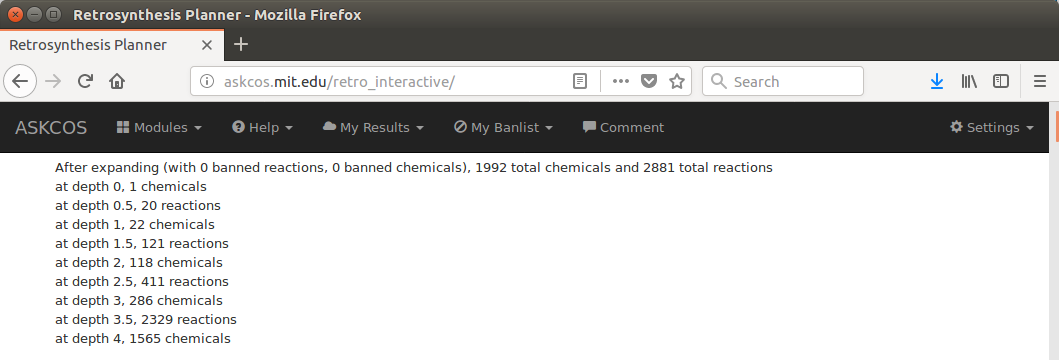 Retrosynthesis Planner - Mozilla Firefox
Retrosynthesis Planner
askcos.mit.edu/retro_interactive/
Search
ASKCOS Modules Help My Results My Banlist Comment Settings
After expanding (with 0 banned reactions, 0 banned chemicals), 1992 total chemicals and 2881 total reactions
at depth 0, 1 chemicals
at depth 0.5, 20 reactions
at depth 1, 22 chemicals
at depth 1.5, 121 reactions
at depth 2, 118 chemicals
at depth 2.5, 411 reactions
at depth 3, 286 chemicals
at depth 3.5, 2329 reactions
at depth 4, 1565 chemicals